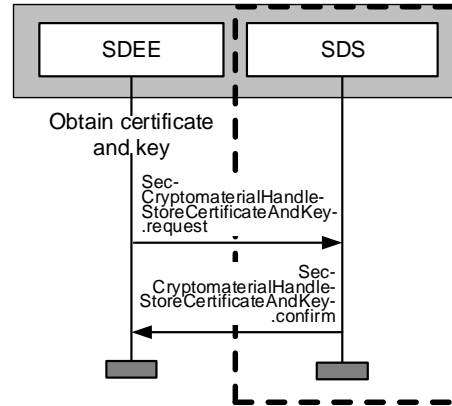 SDEE
SDS
Obtain certificate
and key
Sec-
CryptomaterialHandle-
StoreCertificateAndKey-
.request
Sec-
CryptomaterialHandle-
StoreCertificateAndKey-
.confirm